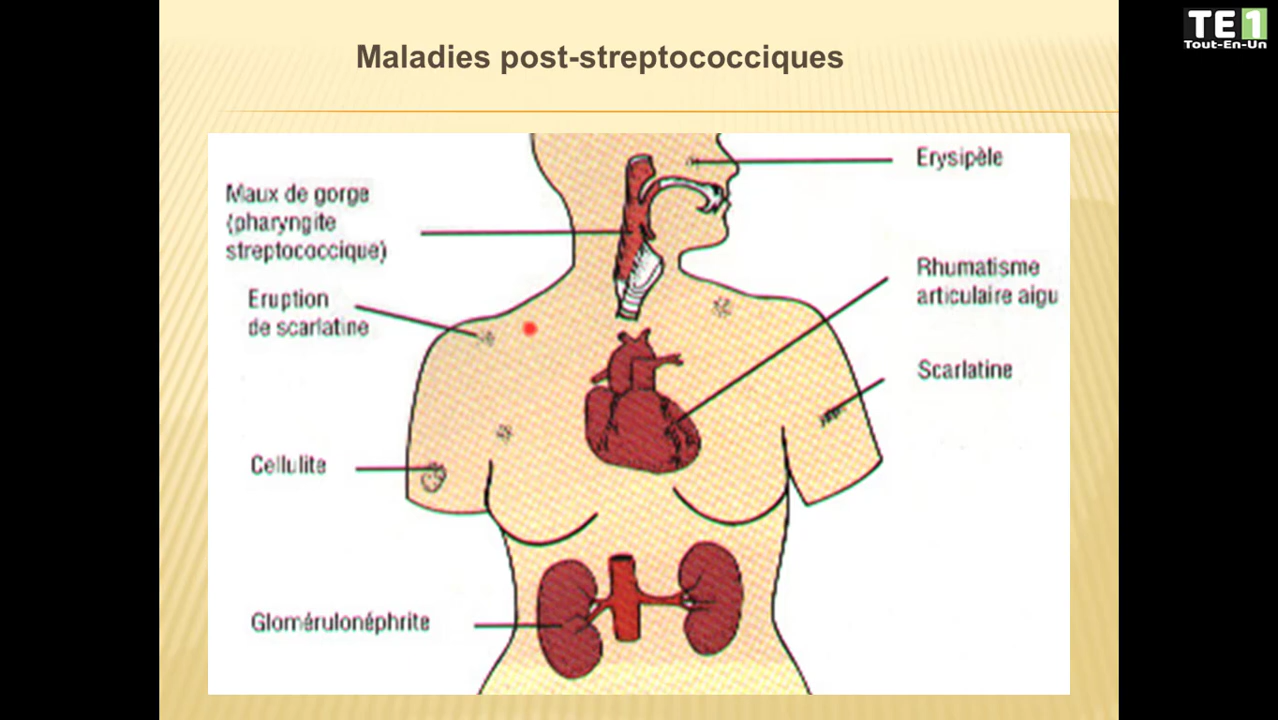 TE1
Tout-En-Un
Maladies post-streptococciques
Erysipèle
Maux de gorge
(pharyngite
streptococcique)
Rhumatisme
articulaire aigu
Eruption
de scarlatine
Scarlatine
Cellulite
Glomérulonéphrite